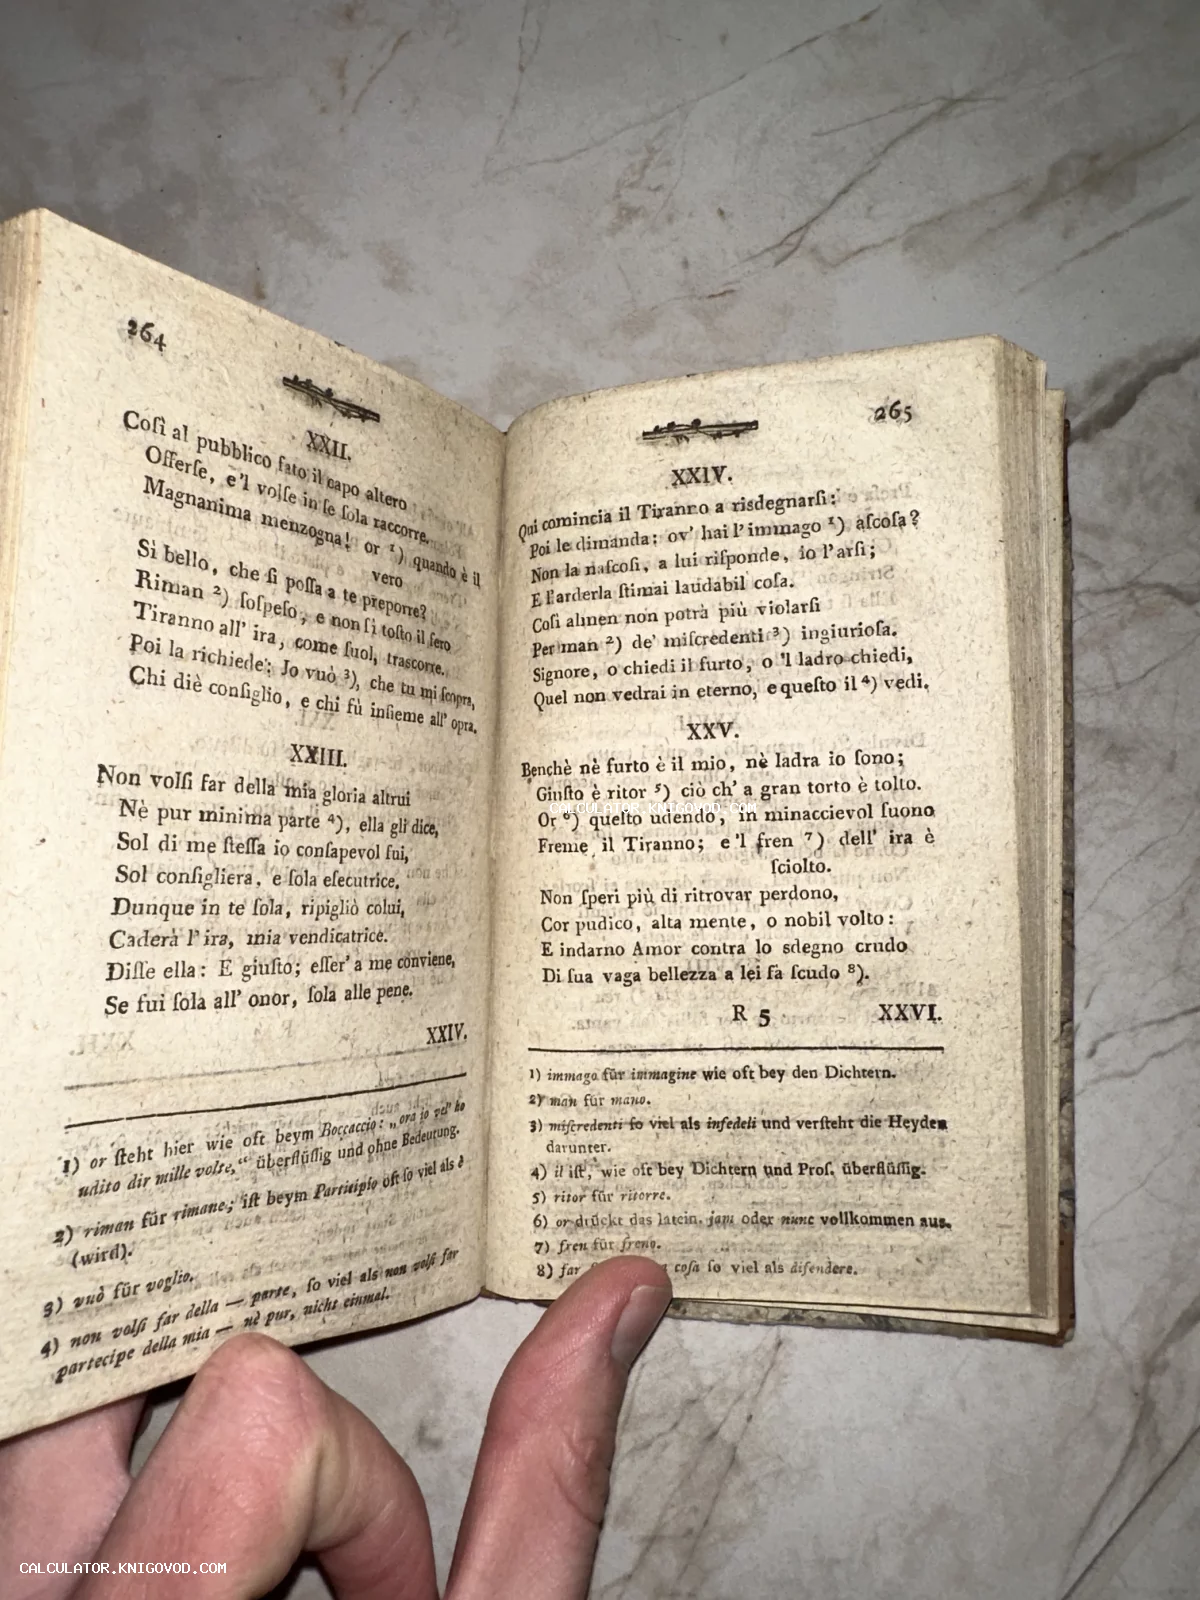 264
XXII.
Coſì al pubblico fato il capo altero
Offerſe, e'l volſe in ſe ſola raccorre.
Magnanima menzogna! or ¹) quando è il
vero
Sì bello, che ſi poſſa a te preporre?
Riman ²) ſoſpeſo, e non ſì toſto il fero
Tiranno all' ira, come ſuol, traſcorre.
Poi la richiede: Jo vuò ³), che tu mi ſcopra,
Chi diè conſiglio, e chi fù inſieme all' opra.
XXIII.
Non volſi far della mia gloria altrui
Nè pur minima parte ⁴), ella gli dice,
Sol di me ſteſſa io conſapevol fui,
Sol conſigliera, e ſola eſecutrice.
Dunque in te ſola, ripigliò colui,
Caderà l' ira, mia vendicatrice.
Diſſe ella: E giuſto; eſſer' a me conviene,
Se fui ſola all' onor, ſola alle pene.
XXIV.
1) or ſteht hier wie oft beym Boccaccio: „ora io vel' ho
udito dir mille volte,“ überflüſſig und ohne Bedeutung.
2) riman für rimane; iſt beym Participio oft ſo viel als è
(wird).
3) vuò für voglio.
4) non volſi far della — parte, ſo viel als non volſi far
partecipe della mia — nè pur, nicht einmal.
265
XXIV.
Qui comincia il Tiranno a risdegnarſi:
Poi le dimanda: ov' hai l' immago ¹) aſcoſa?
Non la naſcoſi, a lui riſponde, io l' arſi;
E l' arderla ſtimai laudabil coſa.
Coſi almen non potrà più violarſi
Per man ²) de' miſcredenti ³) ingiurioſa.
Signore, o chiedi il furto, o 'l ladro chiedi,
Quel non vedrai in eterno, e queſto il ⁴) vedi.
XXV.
Benchè nè furto è il mio, nè ladra io ſono;
Giuſto è ritor ⁵) ciò ch' a gran torto è tolto.
Or ⁶) queſto udendo, in minaccievol ſuono
Freme il Tiranno; e 'l fren ⁷) dell' ira è
ſciolto.
Non ſperi più di ritrovar perdono,
Cor pudico, alta mente, o nobil volto:
E indarno Amor contra lo sdegno crudo
Di ſua vaga bellezza a lei fà ſcudo ⁸).
R 5 XXVI.
1) immago für immagine wie oft bey den Dichtern.
2) man für mano.
3) miſcredenti ſo viel als infedeli und verſteht die Heyden
darunter.
4) il iſt, wie oft bey Dichtern und Proſ. überflüſſig.
5) ritor für ritorre.
6) or drückt das latein. jam oder nunc vollkommen aus.
7) fren für freno.
8) far coſa ſo viel als difendere.
CALCULATOR.KNIGOVOD.COM
CALCULATOR.KNIGOVOD.COM
CALCULATOR.KNIGOVOD.COM